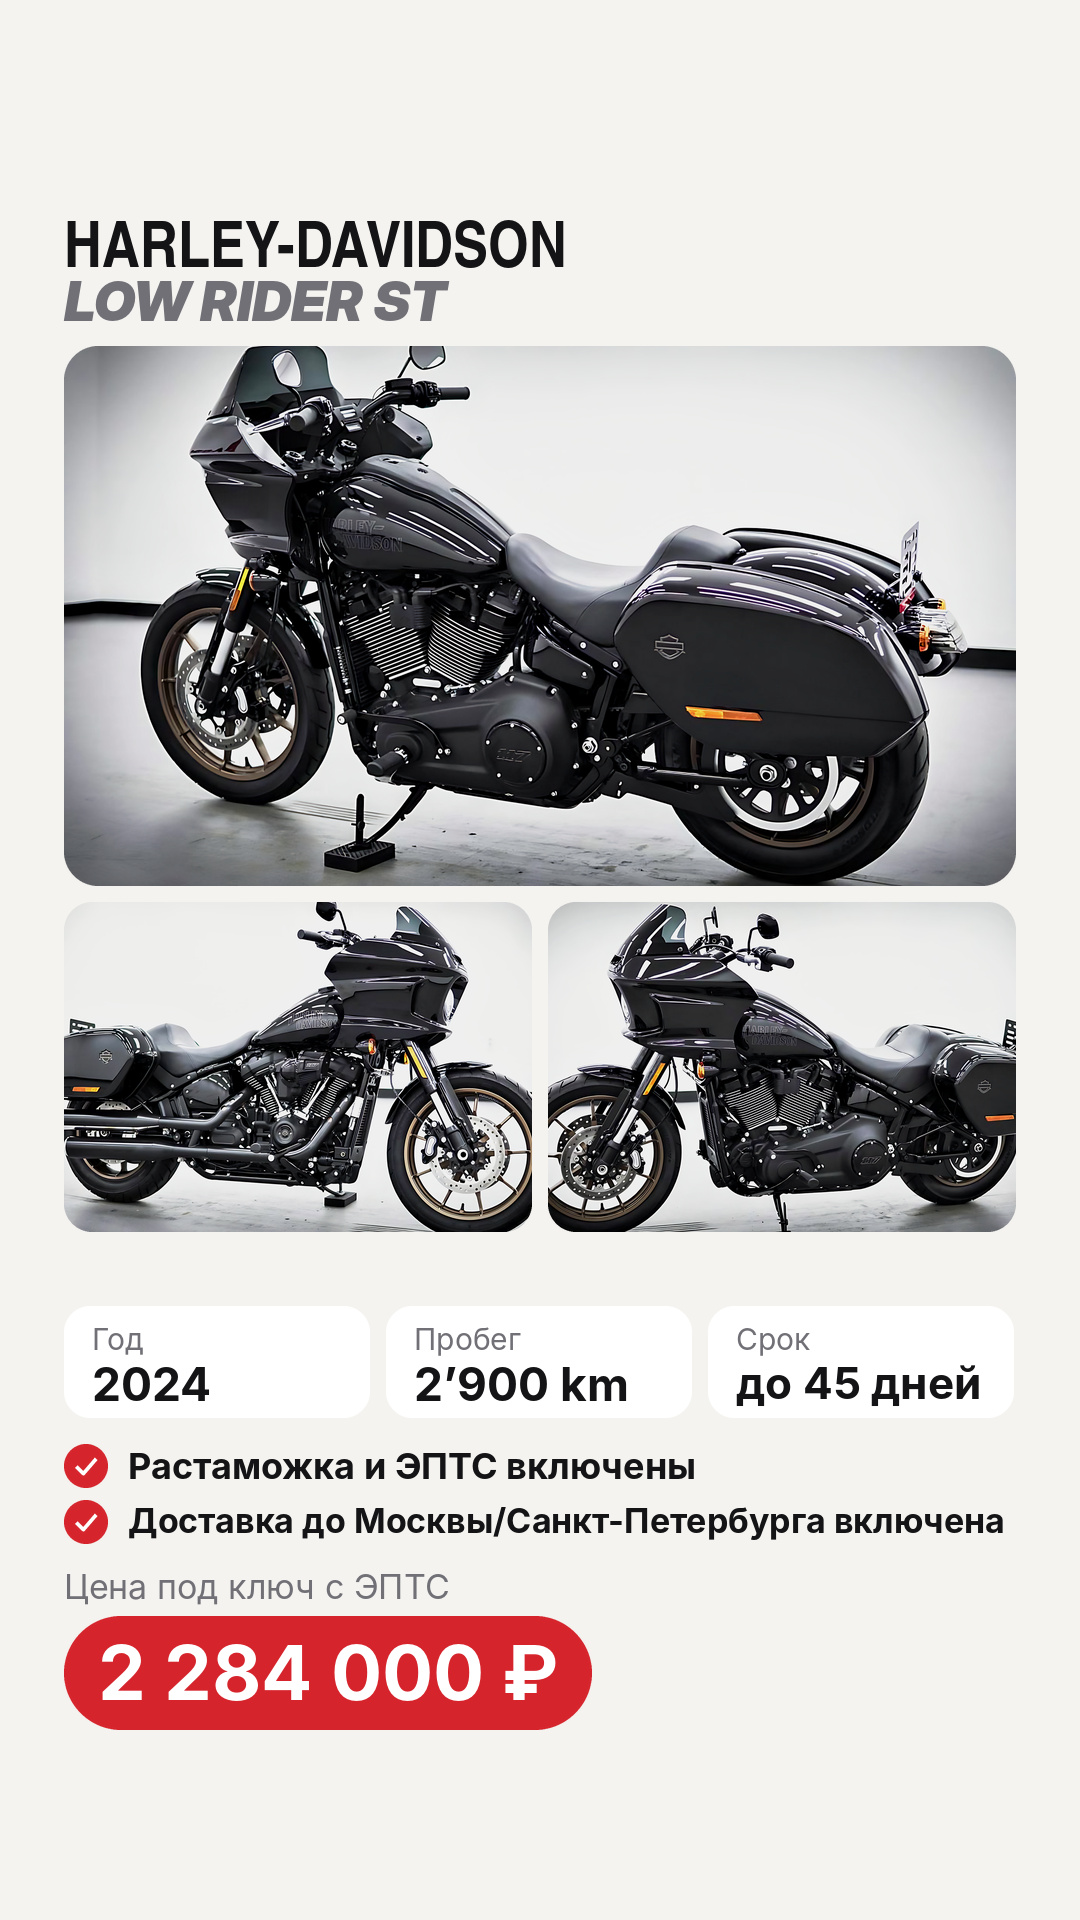 HARLEY-DAVIDSON
LOW RIDER ST
Год
2024
Пробег
2’900 km
Срок
до 45 дней
Растаможка и ЭПТС включены
Доставка до Москвы/Санкт-Петербурга включена
Цена под ключ с ЭПТС
2 284 000 ₽